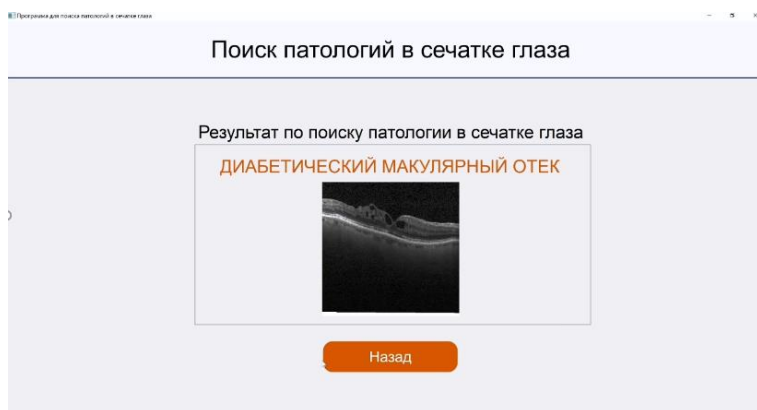 Программа для поиска патологий в сечатке глаза
Поиск патологий в сечатке глаза
Результат по поиску патологии в сечатке глаза
ДИАБЕТИЧЕСКИЙ МАКУЛЯРНЫЙ ОТЕК
Назад